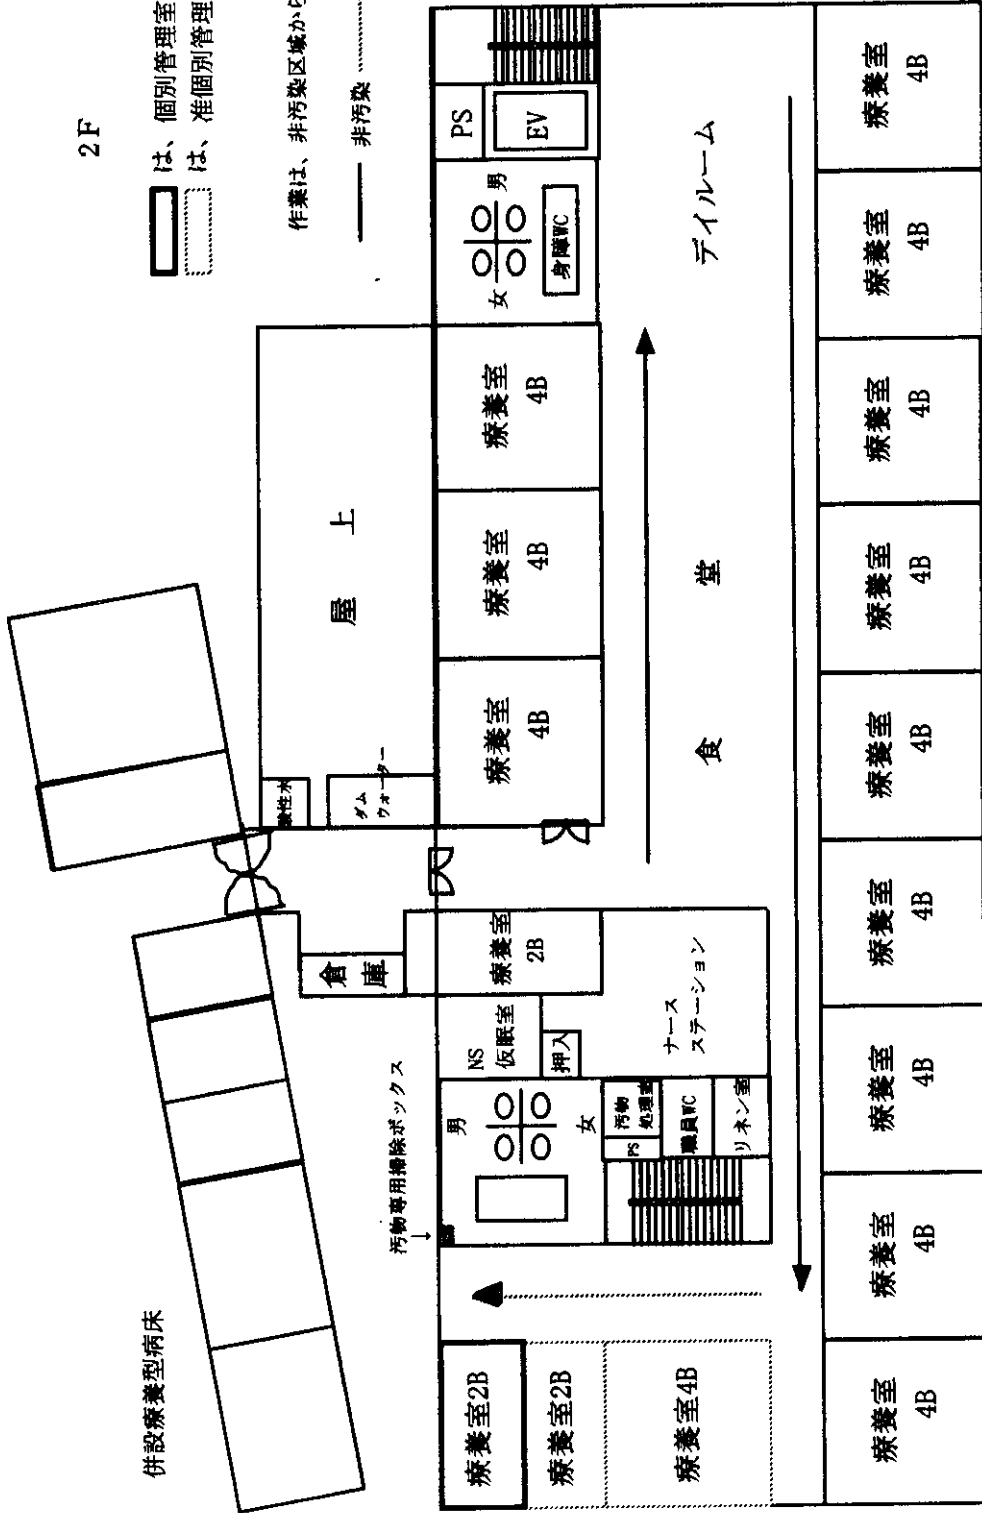 2F
は、個別管理室
は、准個別管理
作業は、非汚染区域から
非汚染
併設療養型病床
屋上
酸性水
ダム
ウォーター
倉庫
汚物専用掃除ボックス
療養室2B
療養室2B
療養室4B
男
女
NS
仮眠室
押入
療養室
2B
汚物
処理室
PS
職員WC
リネン室
ナース
ステーション
療養室
4B
療養室
4B
療養室
4B
女
男
身障WC
PS
EV
食堂
デイルーム
療養室
4B
療養室
4B
療養室
4B
療養室
4B
療養室
4B
療養室
4B
療養室
4B
療養室
4B
療養室
4B